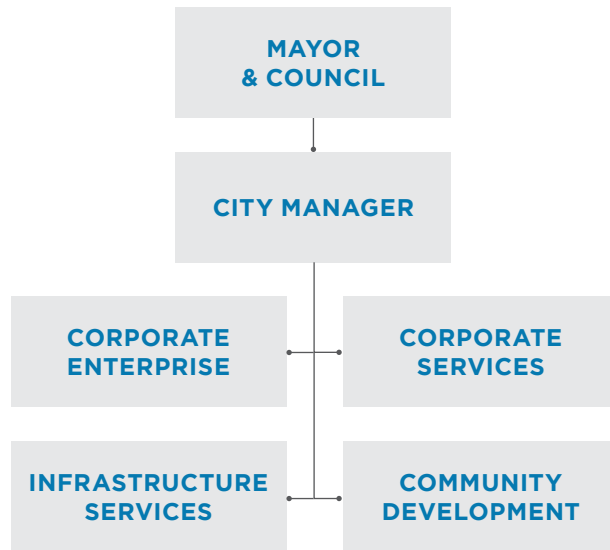 MAYOR
& COUNCIL
CITY MANAGER
CORPORATE
ENTERPRISE
CORPORATE
SERVICES
INFRASTRUCTURE
SERVICES
COMMUNITY
DEVELOPMENT